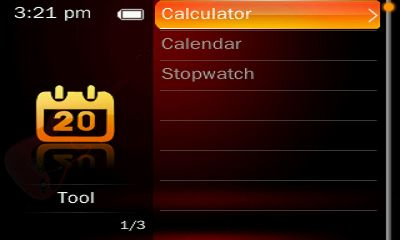 3:21 pm
Calculator
Calendar
Stopwatch
20
Tool
1/3